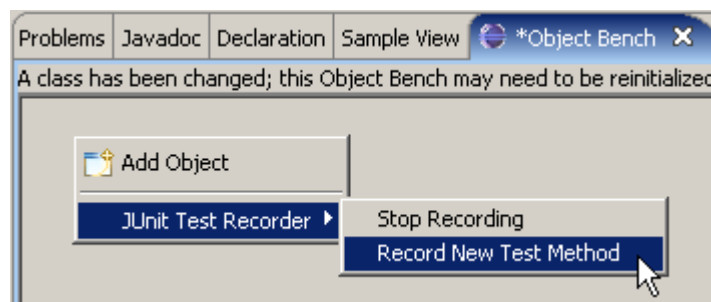 Problems Javadoc Declaration Sample View *Object Bench
A class has been changed; this Object Bench may need to be reinitialized
Add Object
JUnit Test Recorder Stop Recording
Record New Test Method